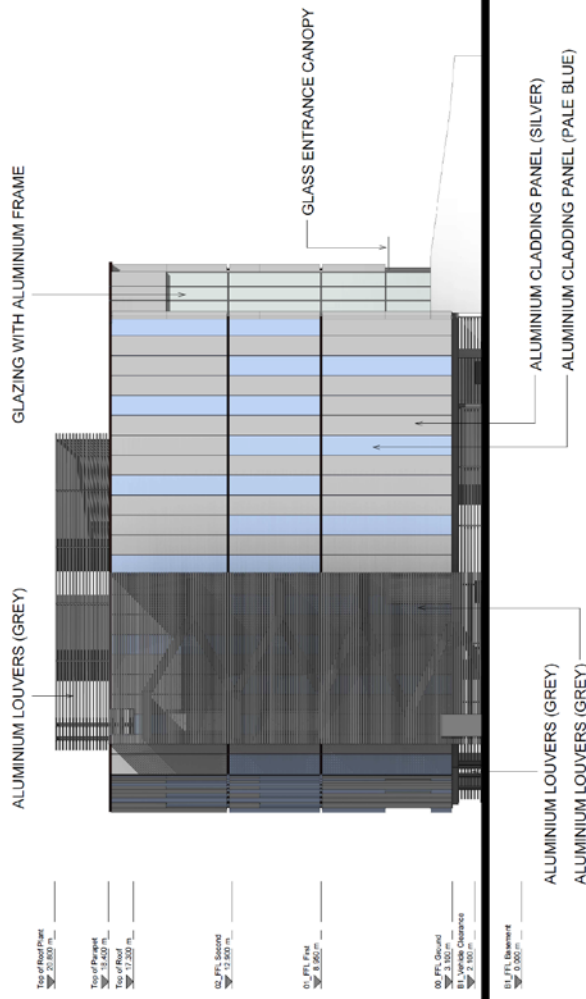 GLAZING WITH ALUMINIUM FRAME
ALUMINIUM LOUVERS (GREY)
GLASS ENTRANCE CANOPY
ALUMINIUM CLADDING PANEL (SILVER)
ALUMINIUM CLADDING PANEL (PALE BLUE)
ALUMINIUM LOUVERS (GREY)
ALUMINIUM LOUVERS (GREY)
Top of Roof Plant
20.800 m
Top of Parapet
18.400 m
Top of Roof
17.300 m
02_FFL Second
12.900 m
01_FFL First
8.950 m
00_FFL Ground
3.100 m
B1_Vehicle Clearance
2.100 m
B1_FFL Basement
0.000 m